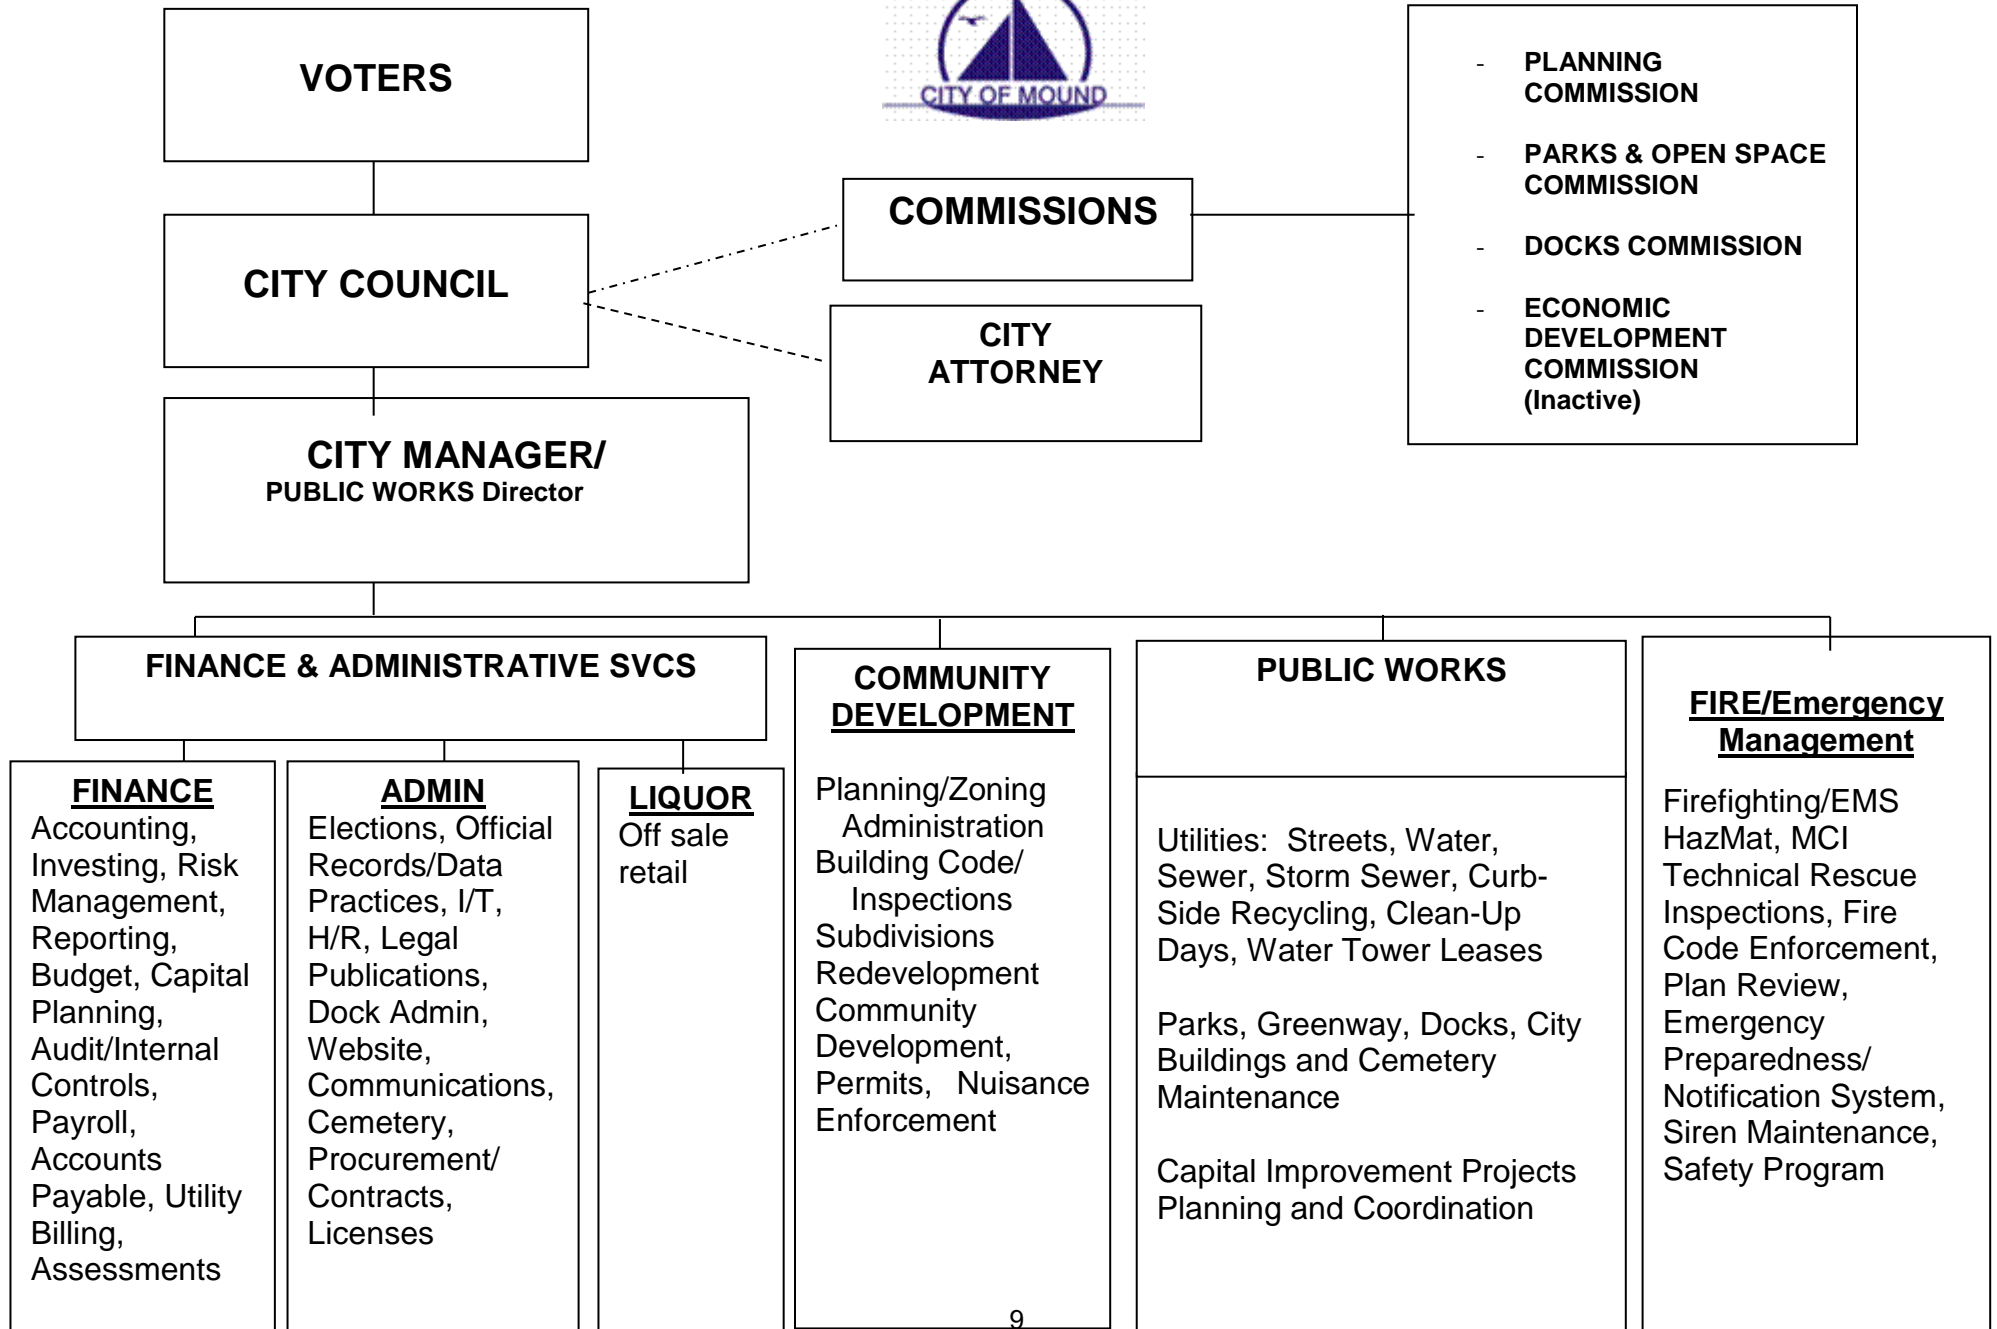 VOTERS
CITY OF MOUND
- PLANNING
COMMISSION
- PARKS & OPEN SPACE
COMMISSION
- DOCKS COMMISSION
- ECONOMIC
DEVELOPMENT
COMMISSION
(Inactive)
COMMISSIONS
CITY COUNCIL
CITY
ATTORNEY
CITY MANAGER/
PUBLIC WORKS Director
FINANCE & ADMINISTRATIVE SVCS
FINANCE
Accounting,
Investing, Risk
Management,
Reporting,
Budget, Capital
Planning,
Audit/Internal
Controls,
Payroll,
Accounts
Payable, Utility
Billing,
Assessments
ADMIN
Elections, Official
Records/Data
Practices, I/T,
H/R, Legal
Publications,
Dock Admin,
Website,
Communications,
Cemetery,
Procurement/
Contracts,
Licenses
LIQUOR
Off sale
retail
COMMUNITY
DEVELOPMENT
Planning/Zoning
Administration
Building Code/
Inspections
Subdivisions
Redevelopment
Community
Development,
Permits, Nuisance
Enforcement
PUBLIC WORKS
Utilities: Streets, Water,
Sewer, Storm Sewer, Curb-
Side Recycling, Clean-Up
Days, Water Tower Leases
Parks, Greenway, Docks, City
Buildings and Cemetery
Maintenance
Capital Improvement Projects
Planning and Coordination
FIRE/Emergency
Management
Firefighting/EMS
HazMat, MCI
Technical Rescue
Inspections, Fire
Code Enforcement,
Plan Review,
Emergency
Preparedness/
Notification System,
Siren Maintenance,
Safety Program
9